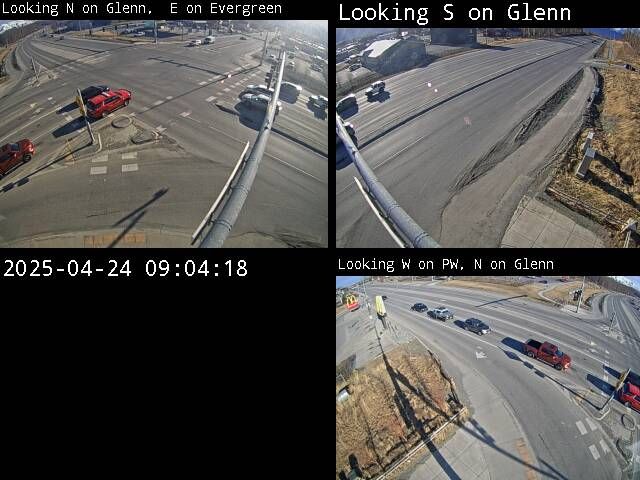 Looking N on Glenn,  E on Evergreen
Looking S on Glenn
2025-04-24 09:04:18
Looking W on PW, N on Glenn